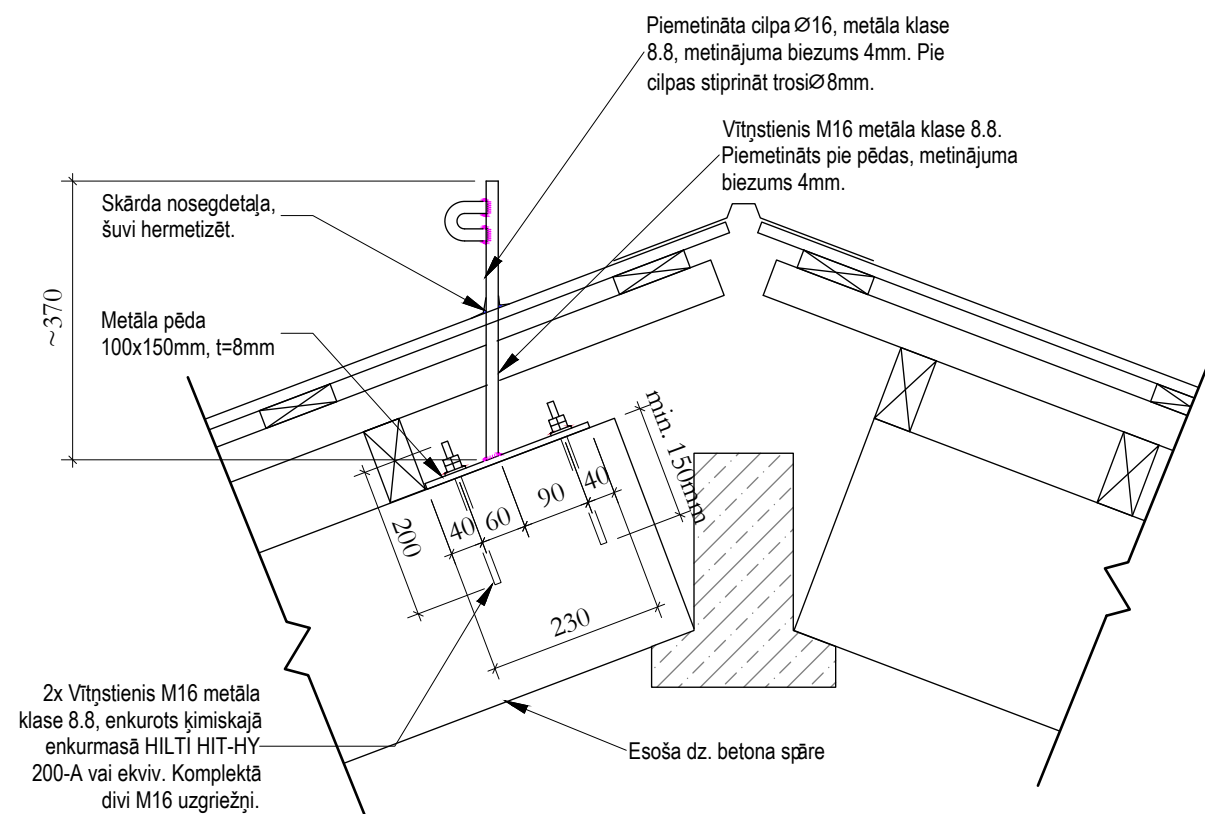 Piemetināta cilpa Ø16, metāla klase
8.8, metinājuma biezums 4mm. Pie
cilpas stiprināt trosiØ8mm.
Vītņstienis M16 metāla klase 8.8.
Piemetināts pie pēdas, metinājuma
biezums 4mm.
Skārda nosegdetaļa,
šuvi hermetizēt.
~370
Metāla pēda
100x150mm, t=8mm
min. 150mm
200
40
60
90
40
230
2x Vītņstienis M16 metāla
klase 8.8, enkurots ķimiskajā
enkurmasā HILTI HIT-HY
200-A vai ekviv. Komplektā
divi M16 uzgriežņi.
Esoša dz. betona spāre